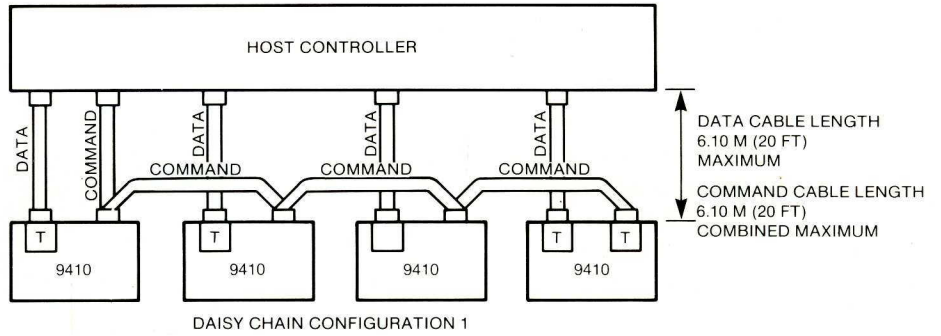 HOST CONTROLLER
DATA
COMMAND
DATA
DATA
DATA
COMMAND
COMMAND
COMMAND
DATA CABLE LENGTH
6.10 M (20 FT)
MAXIMUM
COMMAND CABLE LENGTH
6.10 M (20 FT)
COMBINED MAXIMUM
T
T
T
T
9410
9410
9410
9410
DAISY CHAIN CONFIGURATION 1